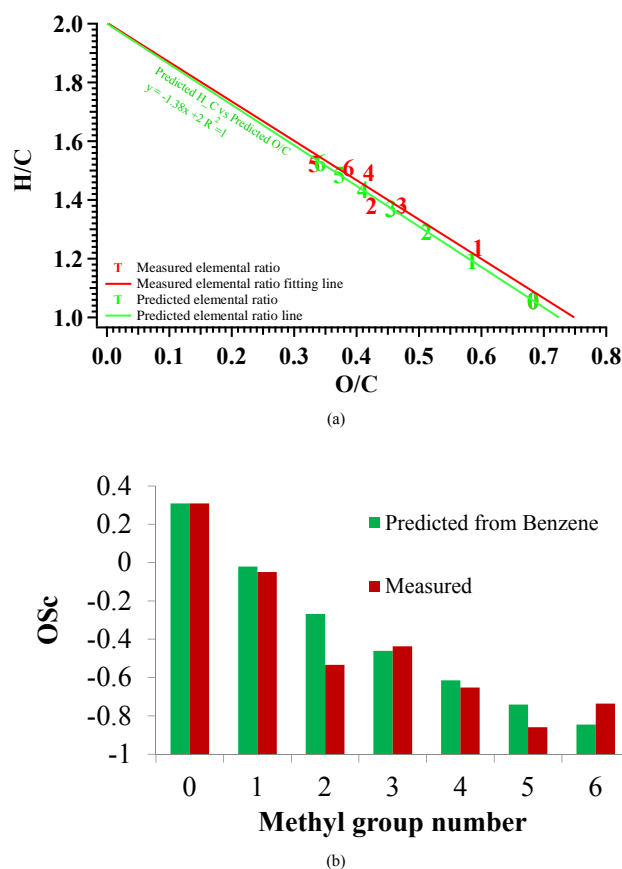 2.0
1.8
1.6
1.4
1.2
1.0
H/C
Predicted H_C vs Predicted O/C
y = -1.38x +2 R²=1
5
6
6
5
4
4
2
3
3
2
1
1
0
0
T Measured elemental ratio
Measured elemental ratio fitting line
T Predicted elemental ratio
Predicted elemental ratio line
0.0 0.1 0.2 0.3 0.4 0.5 0.6 0.7 0.8
O/C
(a)
0.4
0.2
0
-0.2
-0.4
-0.6
-0.8
-1
OSc
Predicted from Benzene
Measured
0 1 2 3 4 5 6
Methyl group number
(b)